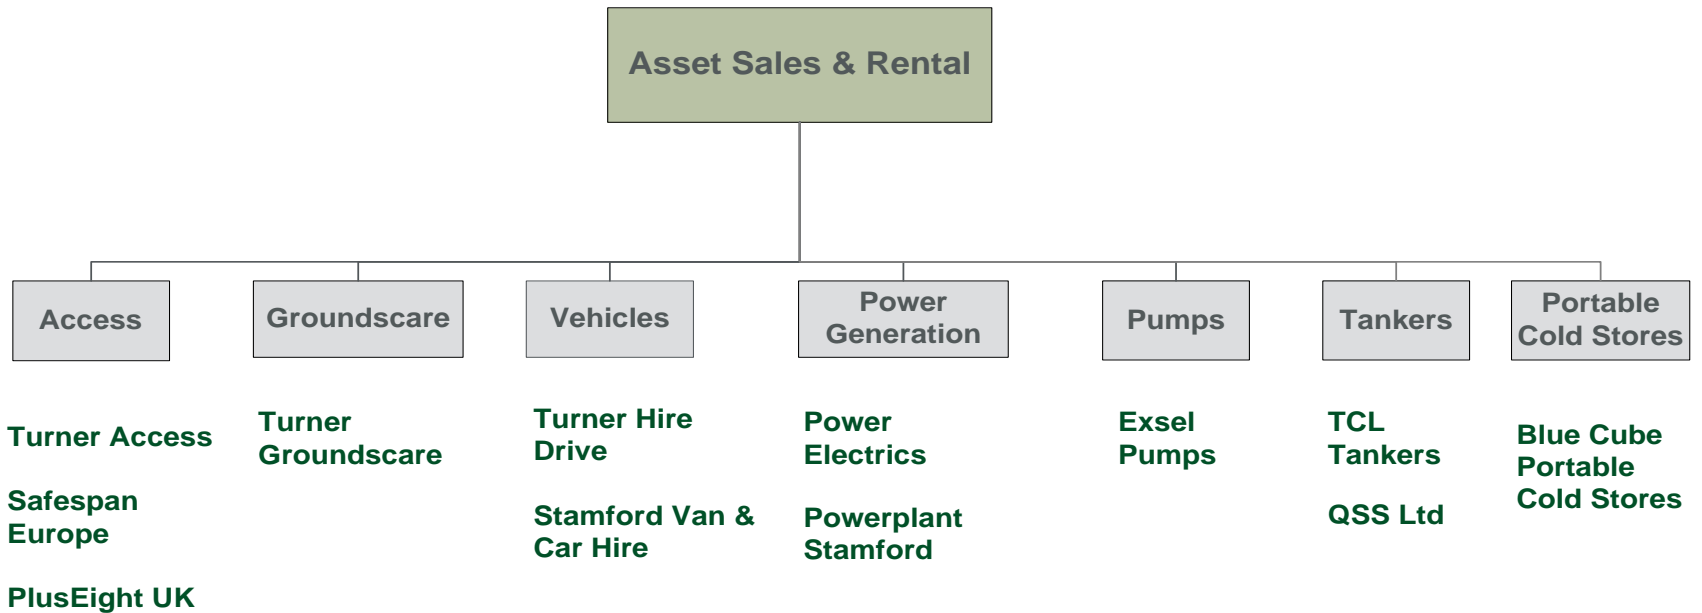 Asset Sales & Rental
Access
Groundscare
Vehicles
Power
Generation
Pumps
Tankers
Portable
Cold Stores
Turner Access
Safespan
Europe
PlusEight UK
Turner
Groundscare
Turner Hire
Drive
Stamford Van &
Car Hire
Power
Electrics
Powerplant
Stamford
Exsel
Pumps
TCL
Tankers
QSS Ltd
Blue Cube
Portable
Cold Stores